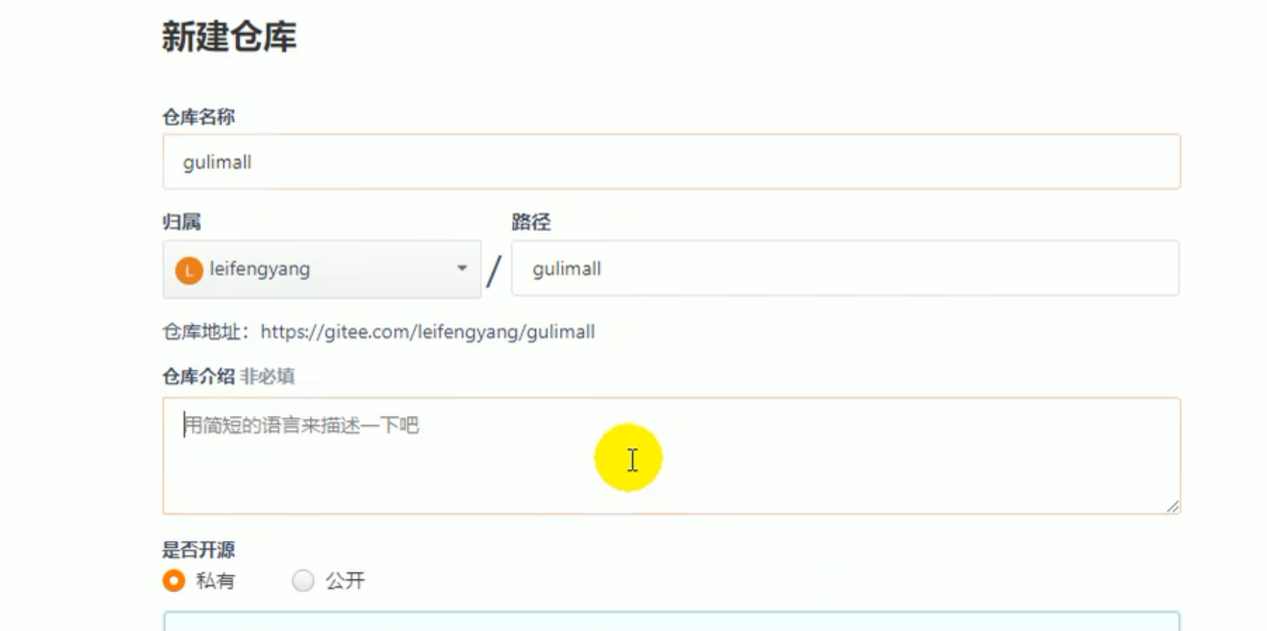 新建仓库
仓库名称
gulimall
归属 路径
L leifengyang / gulimall
仓库地址：https://gitee.com/leifengyang/gulimall
仓库介绍 非必填
用简短的语言来描述一下吧
是否开源
私有 公开